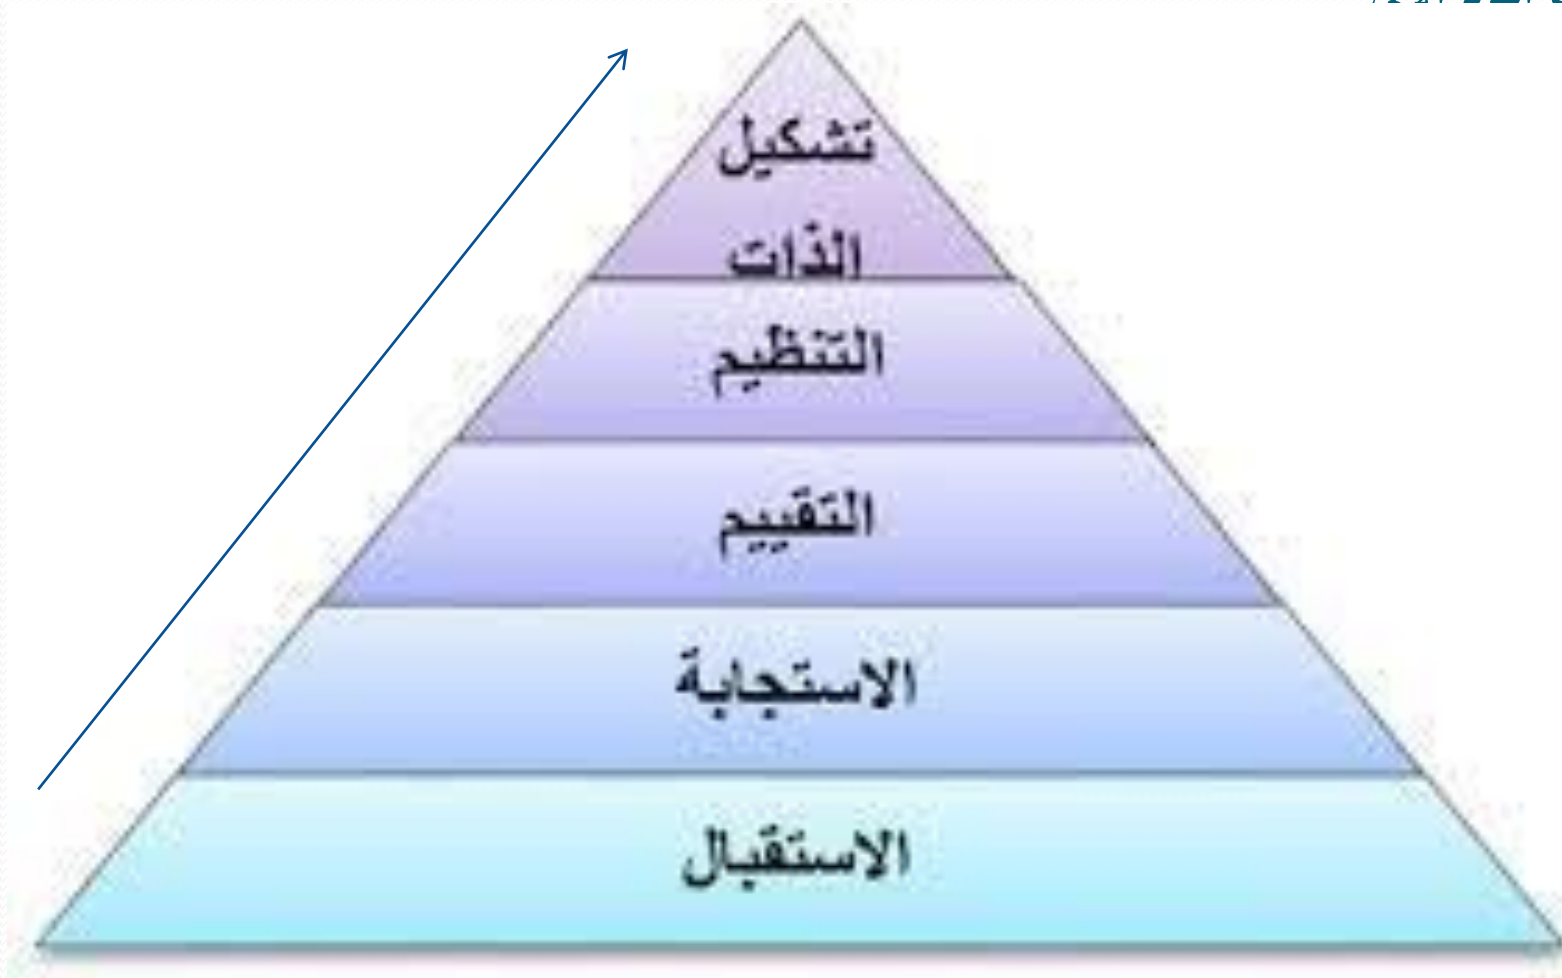 تشكيل
الذات
التنظيم
التقييم
الاستجابة
الاستقبال